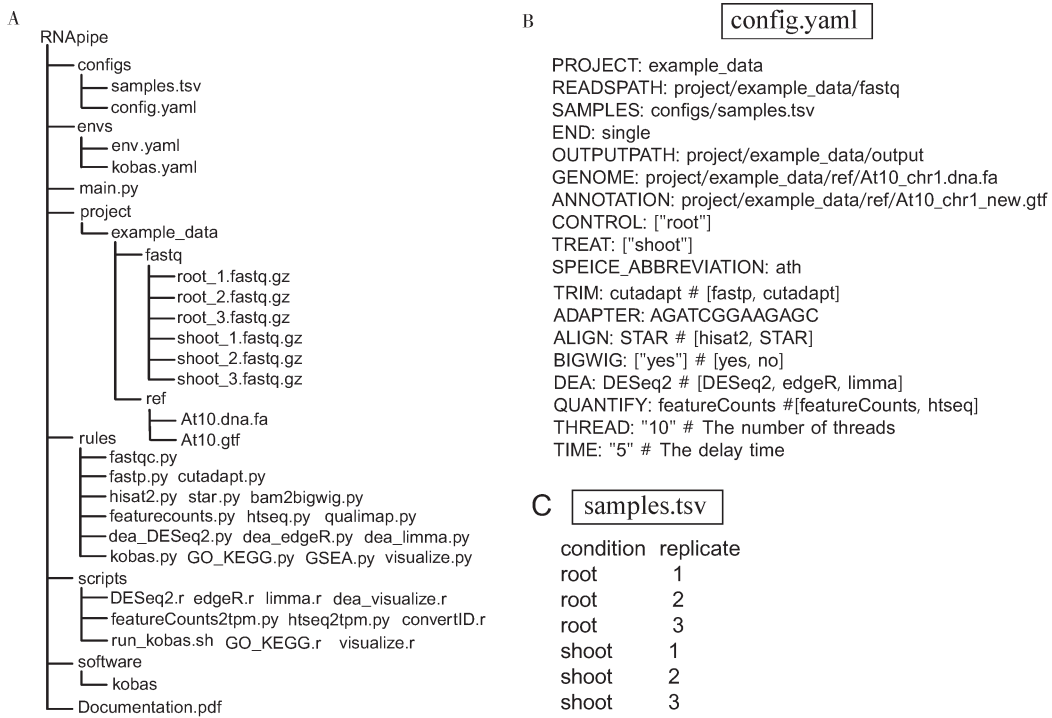 A
RNApipe
configs
samples.tsv
config.yaml
envs
env.yaml
kobas.yaml
main.py
project
example_data
fastq
root_1.fastq.gz
root_2.fastq.gz
root_3.fastq.gz
shoot_1.fastq.gz
shoot_2.fastq.gz
shoot_3.fastq.gz
ref
At10.dna.fa
At10.gtf
rules
fastqc.py
fastp.py cutadapt.py
hisat2.py star.py bam2bigwig.py
featurecounts.py htseq.py qualimap.py
dea_DESeq2.py dea_edgeR.py dea_limma.py
kobas.py GO_KEGG.py GSEA.py visualize.py
scripts
DESeq2.r edgeR.r limma.r dea_visualize.r
featureCounts2tpm.py htseq2tpm.py convertID.r
run_kobas.sh GO_KEGG.r visualize.r
software
kobas
Documentation.pdf
B
config.yaml
PROJECT: example_data
READSPATH: project/example_data/fastq
SAMPLES: configs/samples.tsv
END: single
OUTPUTPATH: project/example_data/output
GENOME: project/example_data/ref/At10_chr1.dna.fa
ANNOTATION: project/example_data/ref/At10_chr1_new.gtf
CONTROL: ["root"]
TREAT: ["shoot"]
SPEICE_ABBREVIATION: ath
TRIM: cutadapt # [fastp, cutadapt]
ADAPTER: AGATCGGAAGAGC
ALIGN: STAR # [hisat2, STAR]
BIGWIG: ["yes"] # [yes, no]
DEA: DESeq2 # [DESeq2, edgeR, limma]
QUANTIFY: featureCounts #[featureCounts, htseq]
THREAD: "10" # The number of threads
TIME: "5" # The delay time
C
samples.tsv
condition replicate
root 1
root 2
root 3
shoot 1
shoot 2
shoot 3